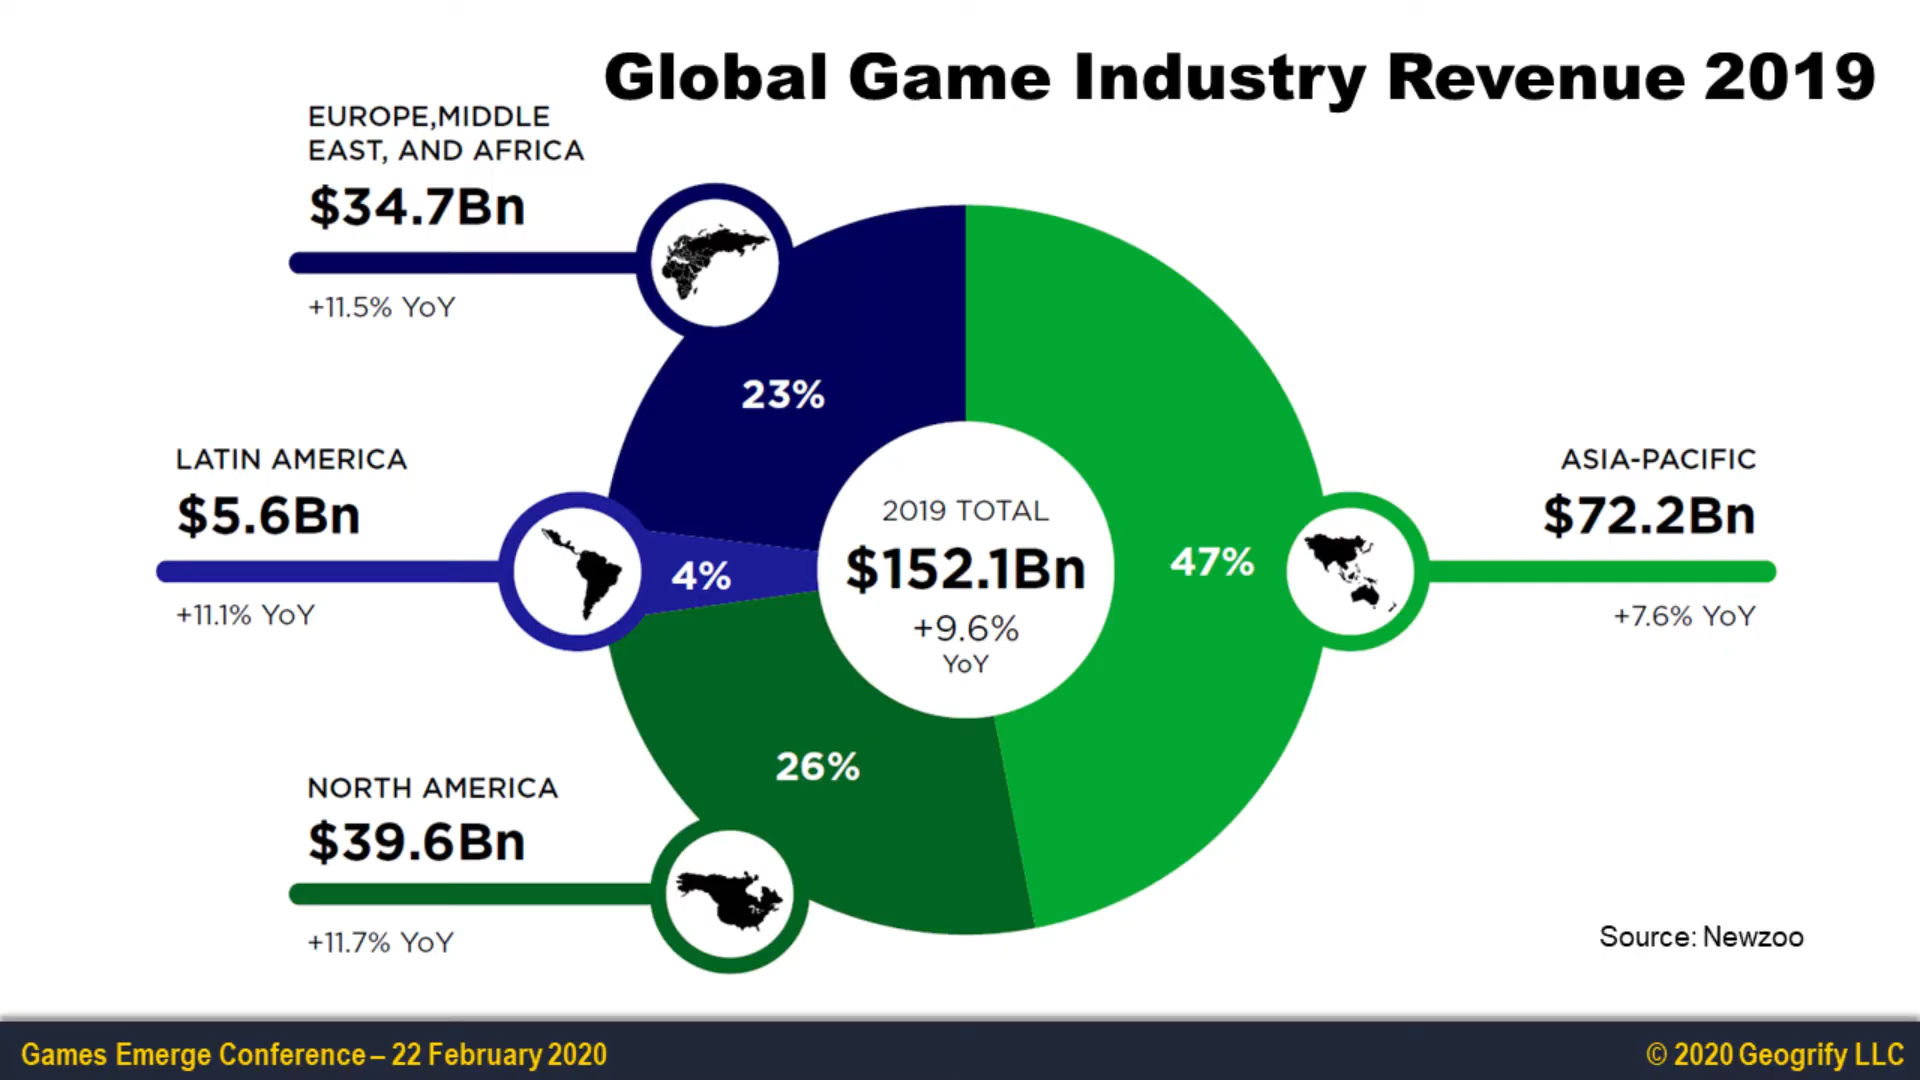 Global Game Industry Revenue 2019
EUROPE,MIDDLE
EAST, AND AFRICA
$34.7Bn
+11.5% YoY
23%
LATIN AMERICA
$5.6Bn
+11.1% YoY
4%
2019 TOTAL
$152.1Bn
+9.6%
YoY
47%
ASIA-PACIFIC
$72.2Bn
+7.6% YoY
26%
NORTH AMERICA
$39.6Bn
+11.7% YoY
Source: Newzoo
Games Emerge Conference – 22 February 2020
© 2020 Geogrify LLC